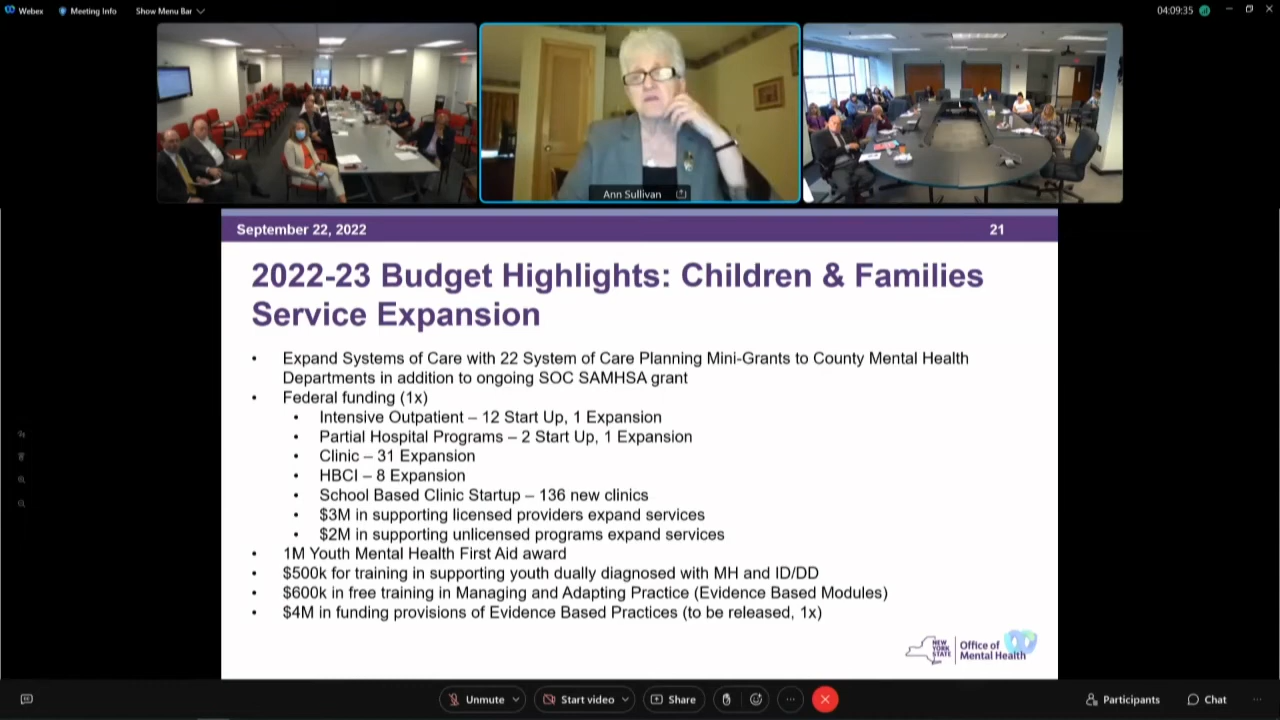 Webex
Meeting Info
Show Menu Bar
04:09:35
Ann Sullivan
September 22, 2022
21
2022-23 Budget Highlights: Children & Families
Service Expansion
• Expand Systems of Care with 22 System of Care Planning Mini-Grants to County Mental Health
Departments in addition to ongoing SOC SAMHSA grant
• Federal funding (1x)
• Intensive Outpatient – 12 Start Up, 1 Expansion
• Partial Hospital Programs – 2 Start Up, 1 Expansion
• Clinic – 31 Expansion
• HBCI – 8 Expansion
• School Based Clinic Startup – 136 new clinics
• $3M in supporting licensed providers expand services
• $2M in supporting unlicensed programs expand services
• 1M Youth Mental Health First Aid award
• $500k for training in supporting youth dually diagnosed with MH and ID/DD
• $600k in free training in Managing and Adapting Practice (Evidence Based Modules)
• $4M in funding provisions of Evidence Based Practices (to be released, 1x)
NEW
YORK
STATE
Office of
Mental Health
Unmute
Start video
Share
Participants
Chat